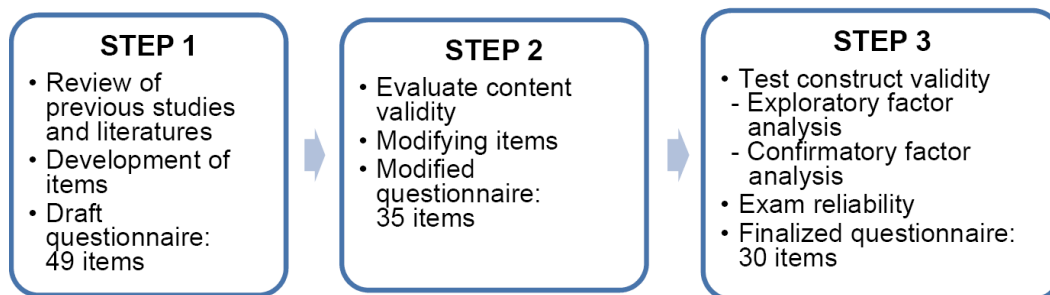 STEP 1
• Review of
previous studies
and literatures
• Development of
items
• Draft
questionnaire:
49 items
STEP 2
• Evaluate content
validity
• Modifying items
• Modified
questionnaire:
35 items
STEP 3
• Test construct validity
- Exploratory factor
analysis
- Confirmatory factor
analysis
• Exam reliability
• Finalized questionnaire:
30 items